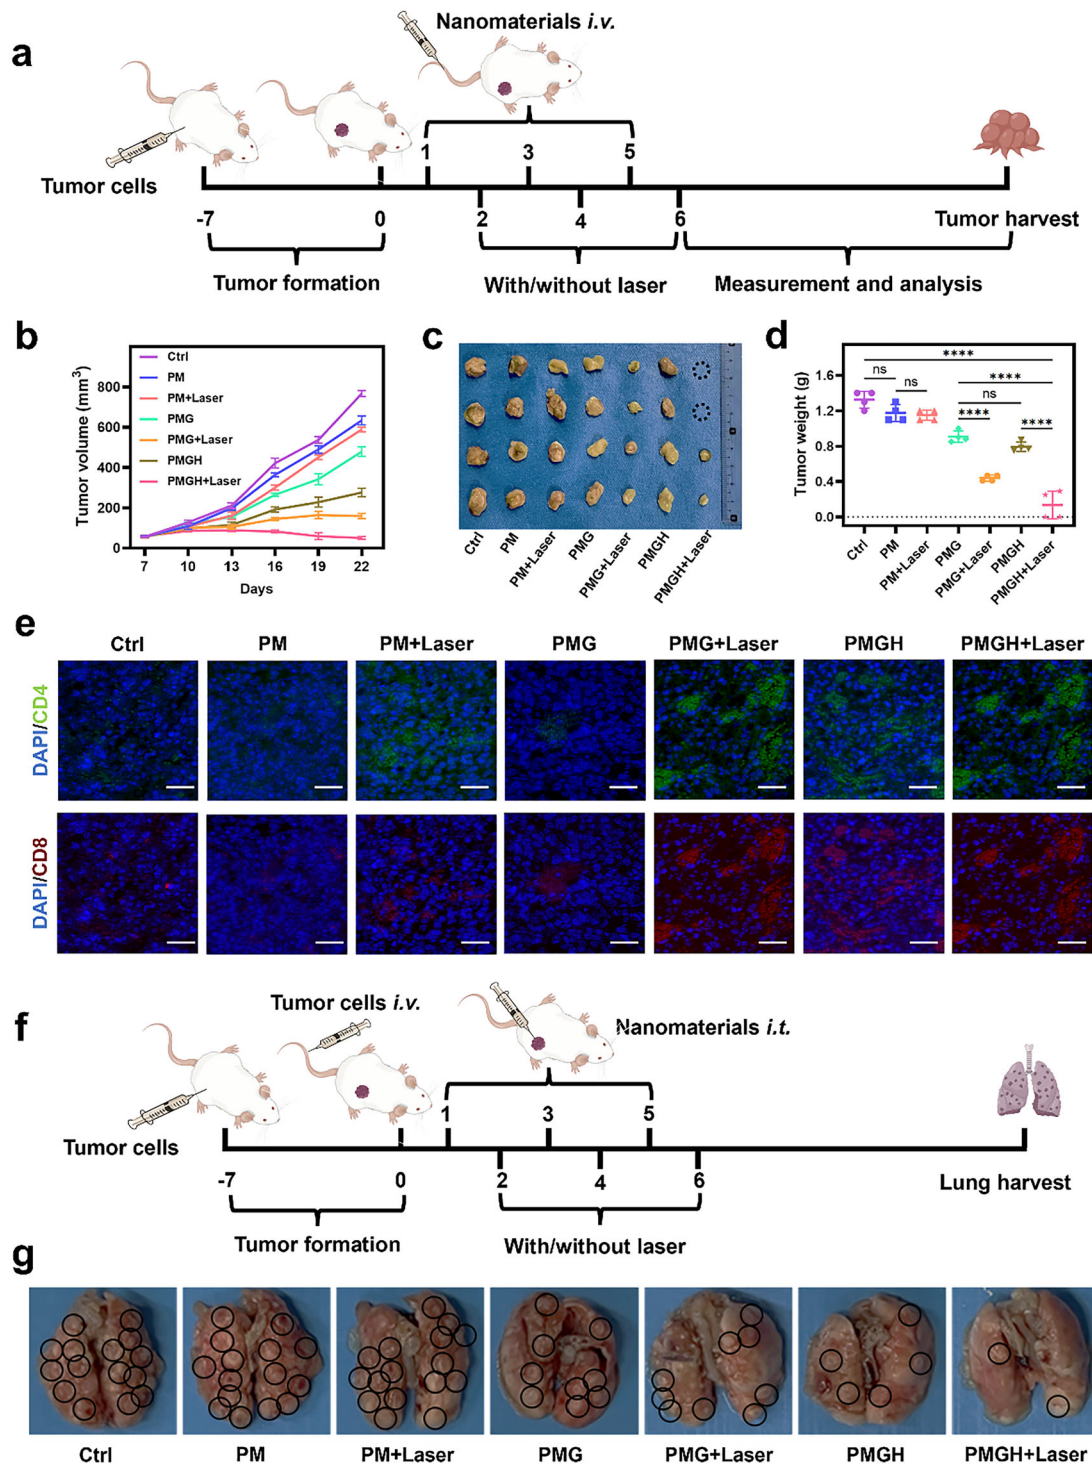 a
Nanomaterials i.v.
1 3 5
Tumor cells
-7 0 2 4 6 Tumor harvest
Tumor formation With/without laser Measurement and analysis
b
Tumor volume (mm³)
Ctrl
PM
PM+Laser
PMG
PMG+Laser
PMGH
PMGH+Laser
800
600
400
200
0
7 10 13 16 19 22
Days
c
Ctrl PM PM+Laser PMG PMG+Laser PMGH PMGH+Laser
d
Tumor weight (g)
1.6
1.2
0.8
0.4
0.0
****
ns ****
ns ns
**** ****
Ctrl PM PM+Laser PMG PMG+Laser PMGH PMGH+Laser
e
Ctrl PM PM+Laser PMG PMG+Laser PMGH PMGH+Laser
DAPI/CD4
DAPI/CD8
f
Tumor cells i.v.
Nanomaterials i.t.
1 3 5
Tumor cells
-7 0 2 4 6 Lung harvest
Tumor formation With/without laser
g
Ctrl PM PM+Laser PMG PMG+Laser PMGH PMGH+Laser